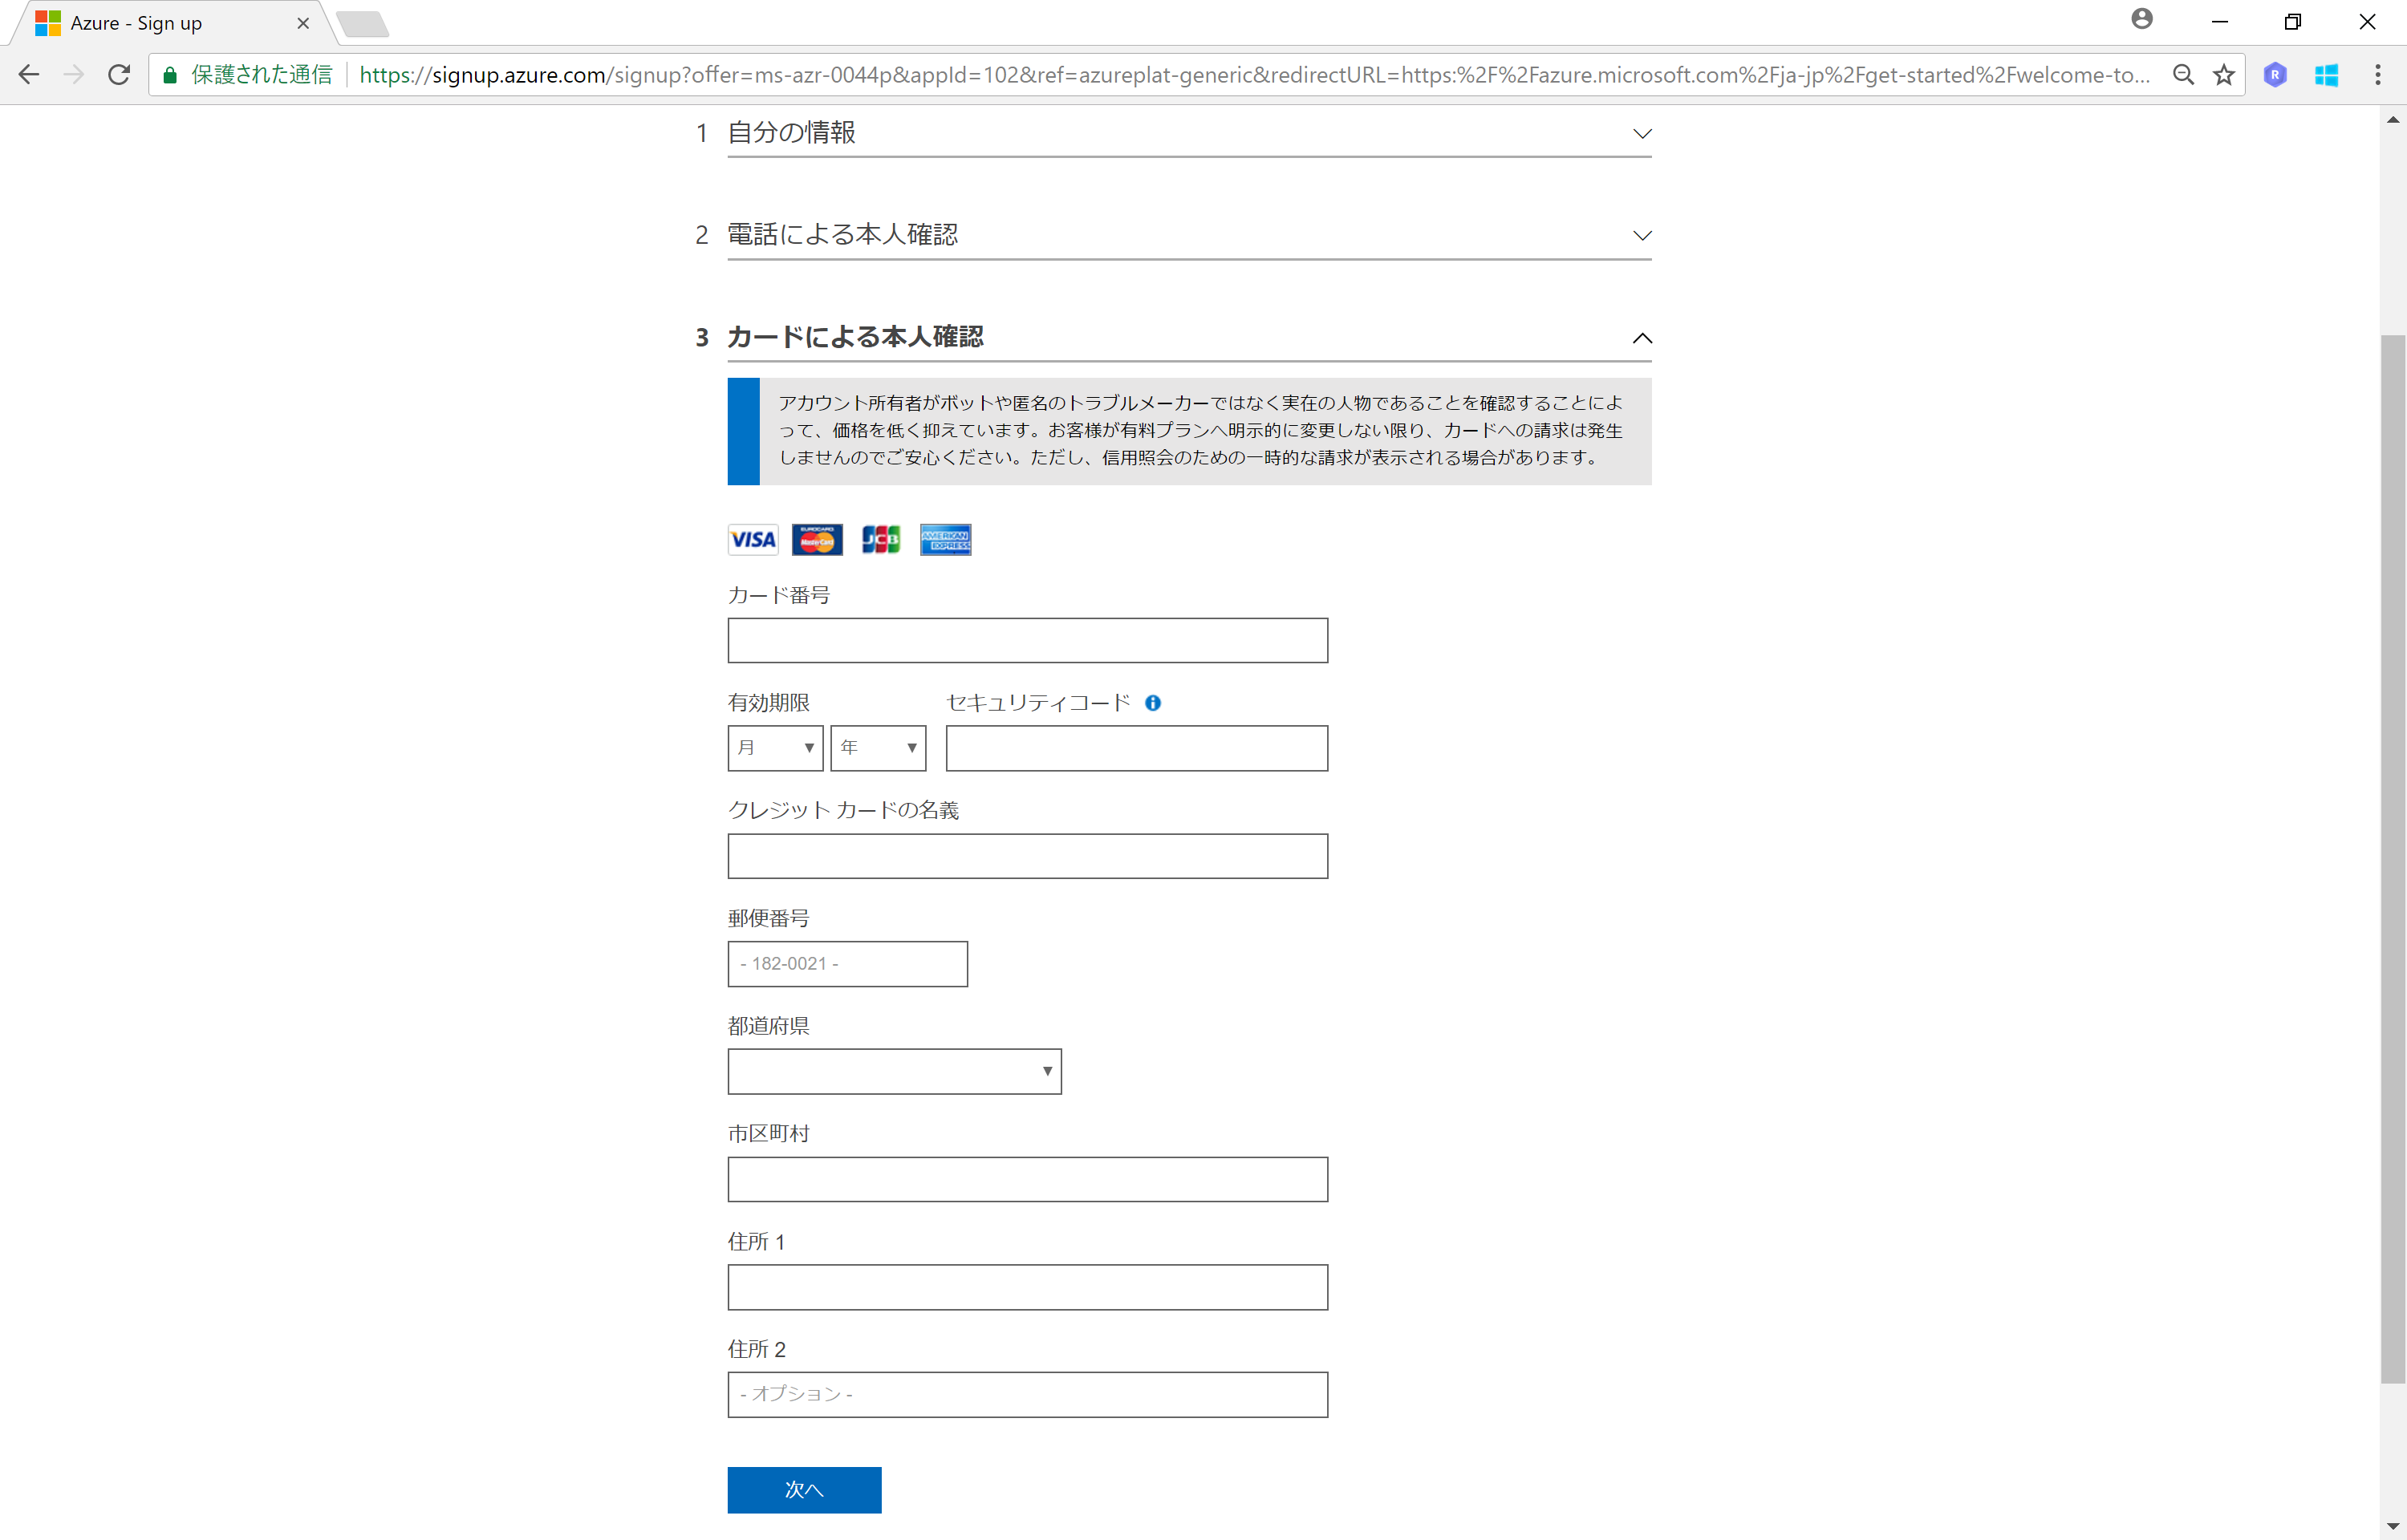 Azure - Sign up
保護された通信
https://signup.azure.com/signup?offer=ms-azr-0044p&appId=102&ref=azureplat-generic&redirectURL=https:%2F%2Fazure.microsoft.com%2Fja-jp%2Fget-started%2Fwelcome-to...
R
1 自分の情報
2 電話による本人確認
3 カードによる本人確認
アカウント所有者がボットや匿名のトラブルメーカーではなく実在の人物であることを確認することによ
って、価格を低く抑えています。お客様が有料プランへ明示的に変更しない限り、カードへの請求は発生
しませんのでご安心ください。ただし、信用照会のための一時的な請求が表示される場合があります。
VISA EUROCARD MasterCard JCB AMERICAN EXPRESS
カード番号
有効期限 セキュリティコード
月 年
クレジット カードの名義
郵便番号
- 182-0021 -
都道府県
市区町村
住所 1
住所 2
- オプション -
次へ